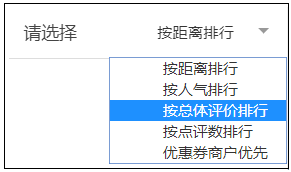 请选择 按距离排行
按距离排行
按人气排行
按总体评价排行
按点评数排行
优惠券商户优先